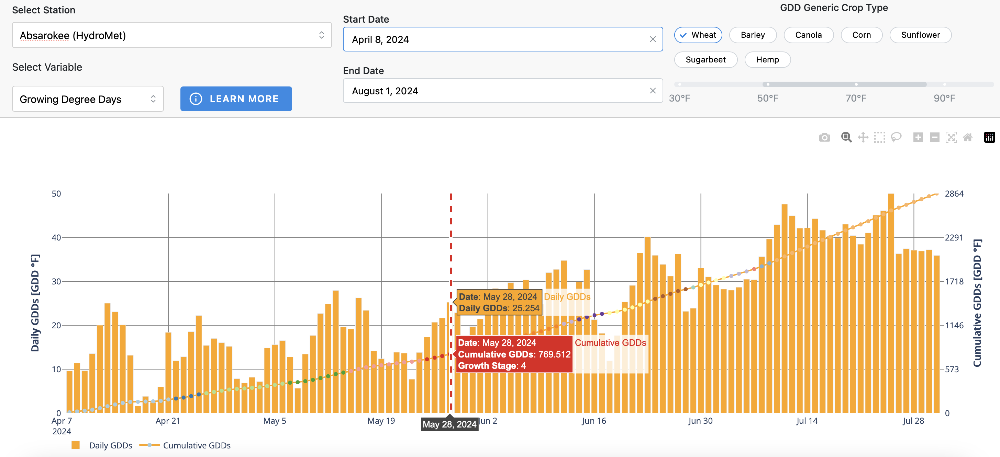 Select Station
Absarokee (HydroMet)
Select Variable
Growing Degree Days
LEARN MORE
Start Date
April 8, 2024
End Date
August 1, 2024
GDD Generic Crop Type
Wheat
Barley
Canola
Corn
Sunflower
Sugarbeet
Hemp
30°F
50°F
70°F
90°F
Daily GDDs [GDD °F]
50
40
30
20
10
0
Cumulative GDDs [GDD °F]
2864
2291
1718
1146
573
0
Date: May 28, 2024
Daily GDDs: 25.254
Daily GDDs
Date: May 28, 2024
Cumulative GDDs: 769.512
Growth Stage: 4
Cumulative GDDs
Apr 7
2024
Apr 21
May 5
May 19
May 28, 2024
un 2
Jun 16
Jun 30
Jul 14
Jul 28
Daily GDDs
Cumulative GDDs